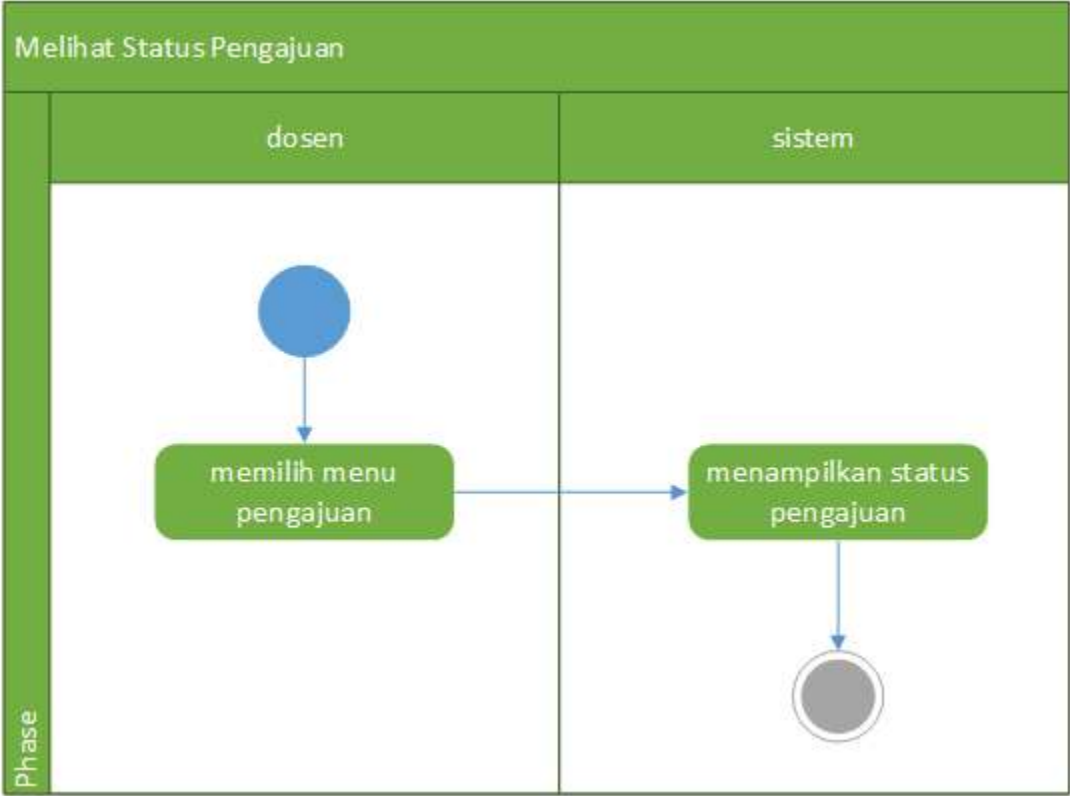 Melihat Status Pengajuan
dosen
sistem
memilih menu
pengajuan
menampilkan status
pengajuan
Phase